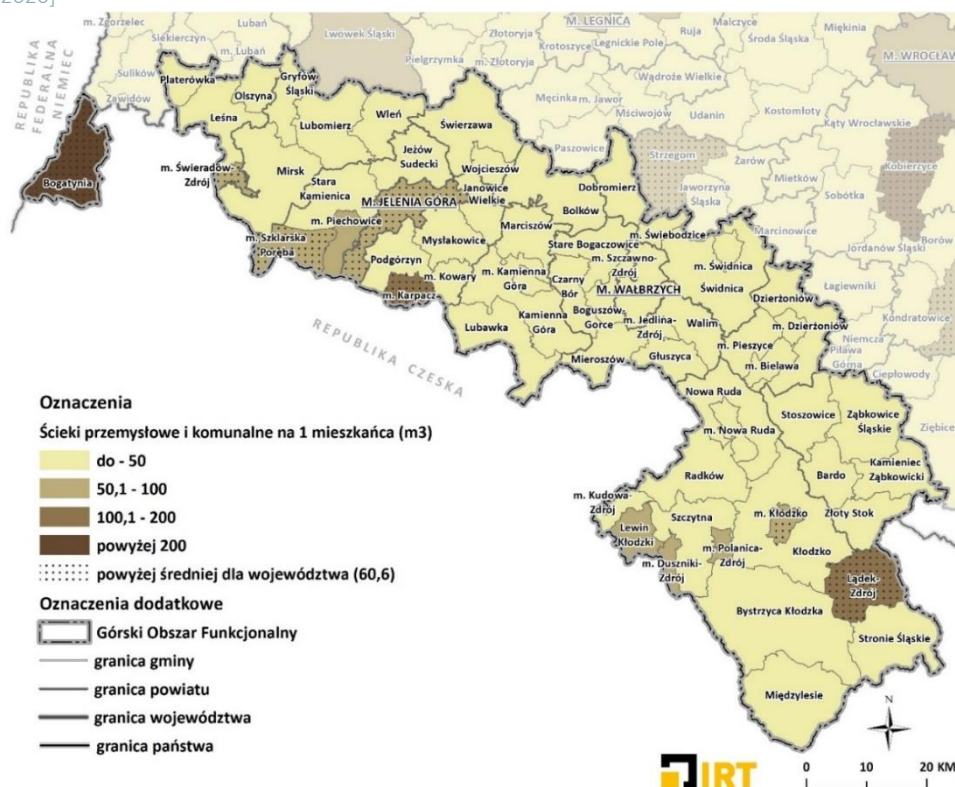 2020]
m. Zgorzelec
Lubań
Siekierczyn
m. Lubań
Sulików
Zawidów
Lwówek Śląski
Pielgrzymka
Złotoryja
m. Złotoryja
M. LEGNICA
Krotoszyce
Legnickie Pole
Ruja
Malczyce
Środa Śląska
Miękinia
M. WROCŁAW
Męcinka
m. Jawor
Wądroże Wielkie
Mściwojów
Udanin
Kostomłoty
Kąty Wrocławskie
Paszowice
Strzegom
Żarów
Mietków
Kobierzyce
Jaworzyna
Śląska
Sobótka
Marcinowice
Jordanów Śląski
Borów
Łagiewniki
Kondratowice
Niemcza
Piława
Górna
Ciepłowody
Ziębice
REPUBLIKA
FEDERALNA
NIEMIEC
Bogatynia
Platerówka
Olszyna
Gryfów
Śląski
Leśna
Lubomierz
Wleń
Świerzawa
m. Świeradów-
Zdrój
Mirsk
Jeżów
Sudecki
Wojcieszów
Stara
Kamienica
Janowice
Wielkie
Dobromierz
M. JELENIA GÓRA
m. Piechowice
Bolków
Marciszów
m. Szklarska
Poręba
Mysłakowice
Stare Bogaczowice
m. Świebodzice
Podgórzyn
m. Szczawno-
Zdrój
m. Świdnica
m. Kowary
m. Kamienna
Góra
Czarny
Bór
M. WAŁBRZYCH
Świdnica
m. Karpacz
Dzierżoniów
Lubawka
Kamienna
Góra
Boguszów-
Gorce
m. Jedlina-
Zdrój
Walim
m. Dzierżoniów
m. Pieszyce
Mieroszów
Głuszyca
m. Bielawa
REPUBLIKA CZESKA
Nowa Ruda
m. Nowa Ruda
Stoszowice
Ząbkowice
Śląskie
Radków
Bardo
Kamieniec
Ząbkowicki
m. Kudowa-
Zdrój
Lewin
Kłodzki
Szczytna
m. Kłodzko
Złoty Stok
m. Duszniki-
Zdrój
m. Polanica-
Zdrój
Kłodzko
Lądek-
Zdrój
Bystrzyca Kłodzka
Stronie Śląskie
Międzylesie
Oznaczenia
Ścieki przemysłowe i komunalne na 1 mieszkańca (m3)
do - 50
50,1 - 100
100,1 - 200
powyżej 200
powyżej średniej dla województwa (60,6)
Oznaczenia dodatkowe
Górski Obszar Funkcjonalny
granica gminy
granica powiatu
granica województwa
granica państwa
N
IRT
0 10 20 KM